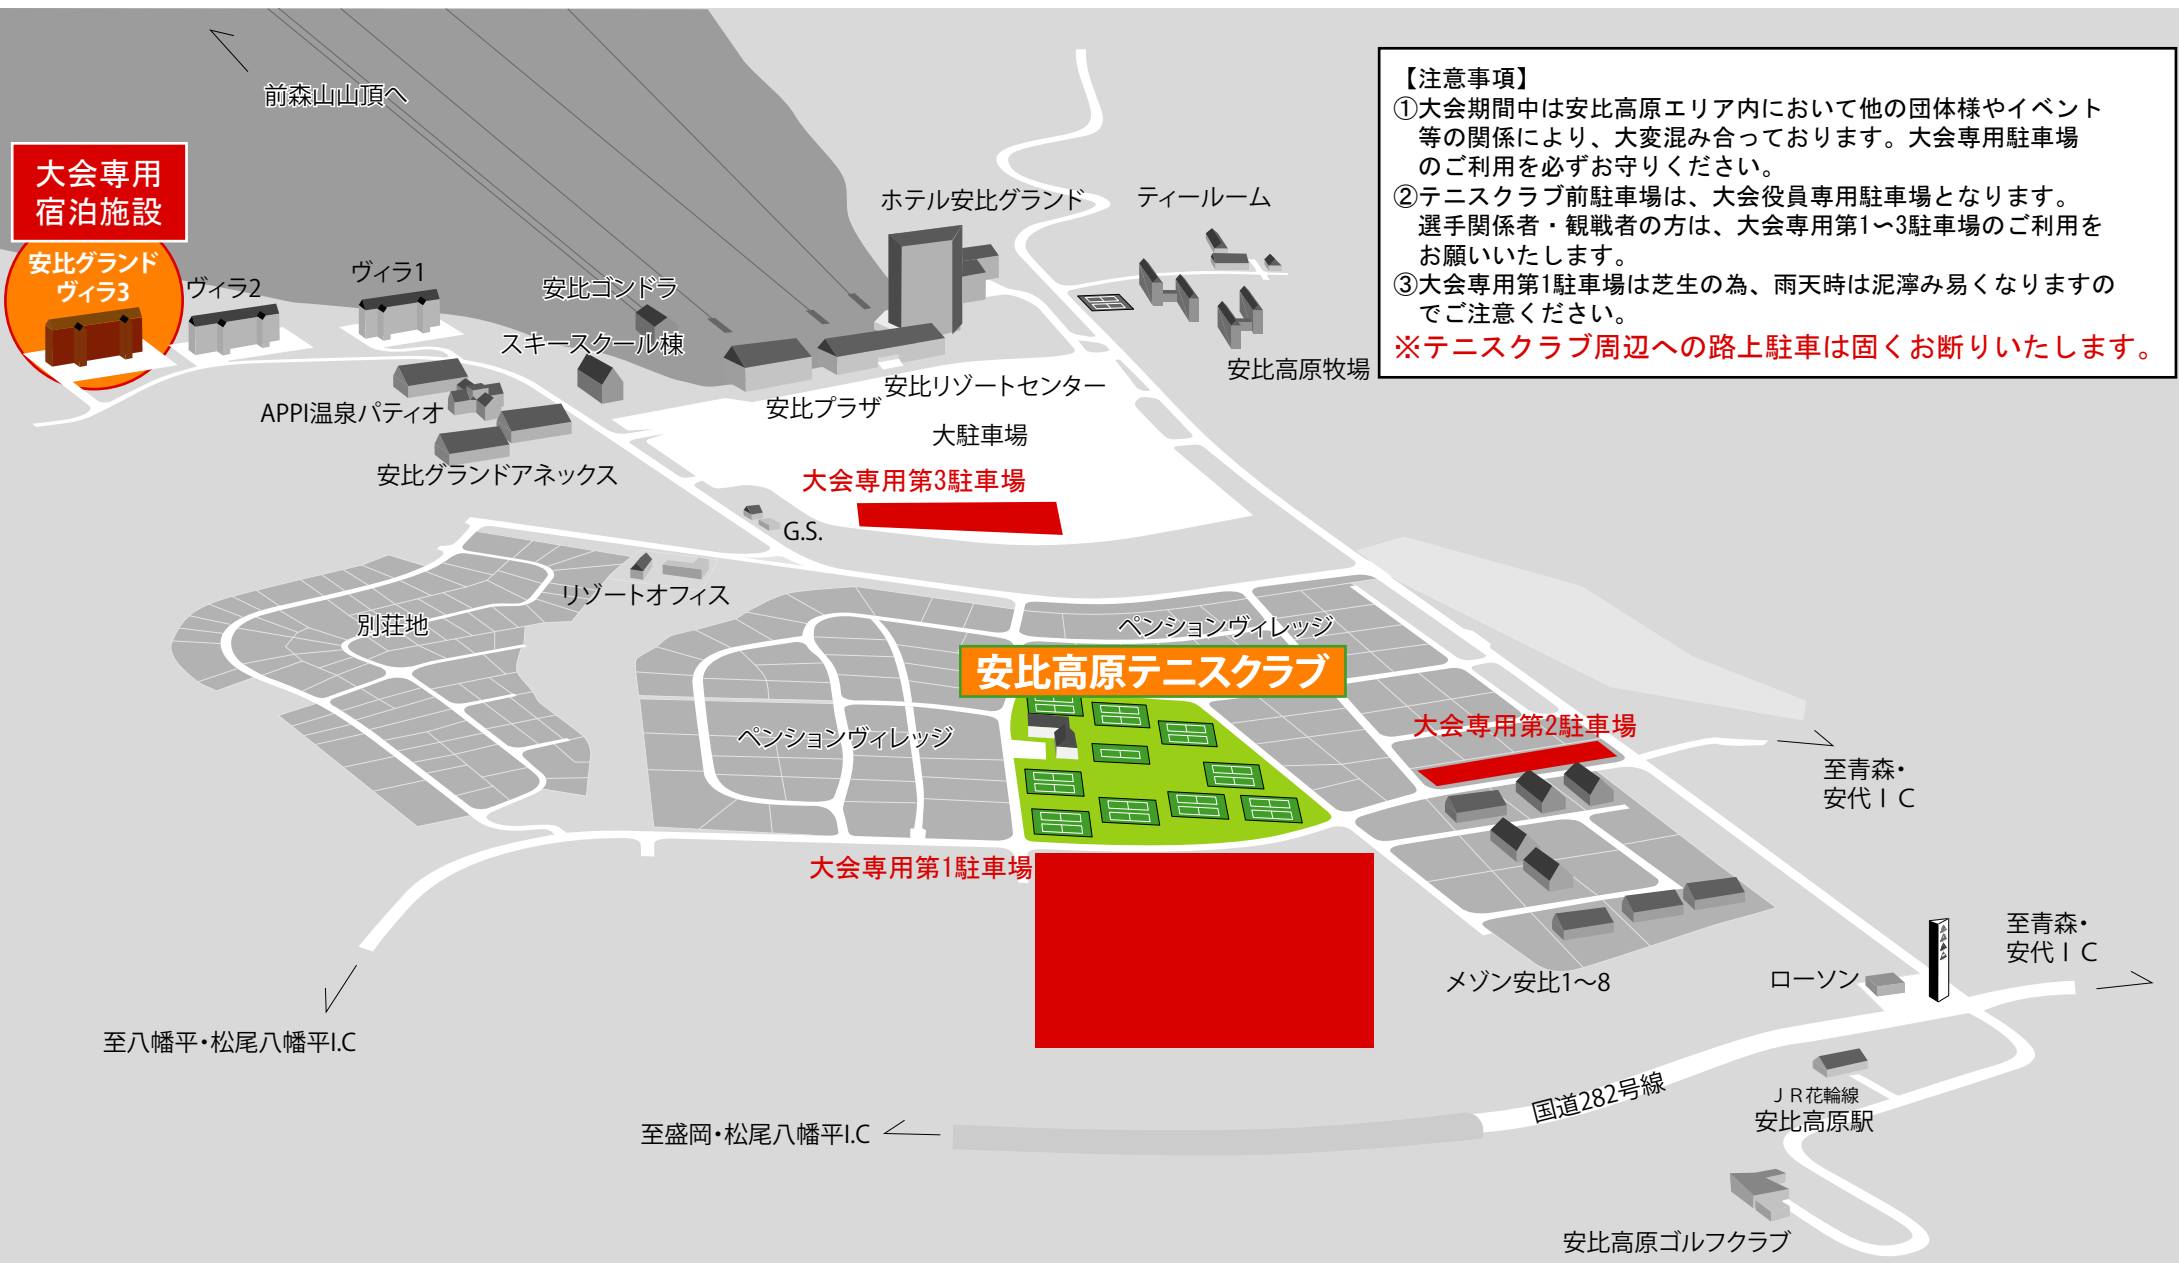 前森山山頂へ
【注意事項】
①大会期間中は安比高原エリア内において他の団体様やイベント
等の関係により、大変混み合っております。大会専用駐車場
のご利用を必ずお守りください。
②テニスクラブ前駐車場は、大会役員専用駐車場となります。
選手関係者・観戦者の方は、大会専用第1〜3駐車場のご利用を
お願いいたします。
③大会専用第1駐車場は芝生の為、雨天時は泥濘み易くなりますの
でご注意ください。
※テニスクラブ周辺への路上駐車は固くお断りいたします。
大会専用
宿泊施設
安比グランド
ヴィラ3
ヴィラ2
ヴィラ1
安比ゴンドラ
スキースクール棟
ホテル安比グランド
ティールーム
安比高原牧場
APPI温泉パティオ
安比グランドアネックス
安比プラザ
安比リゾートセンター
大駐車場
大会専用第3駐車場
G.S.
リゾートオフィス
別荘地
ペンションヴィレッジ
安比高原テニスクラブ
ペンションヴィレッジ
大会専用第2駐車場
至青森・
安代ＩＣ
大会専用第1駐車場
メゾン安比1〜8
ローソン
至青森・
安代ＩＣ
至八幡平・松尾八幡平I.C
国道282号線
ＪＲ花輪線
安比高原駅
至盛岡・松尾八幡平I.C
安比高原ゴルフクラブ